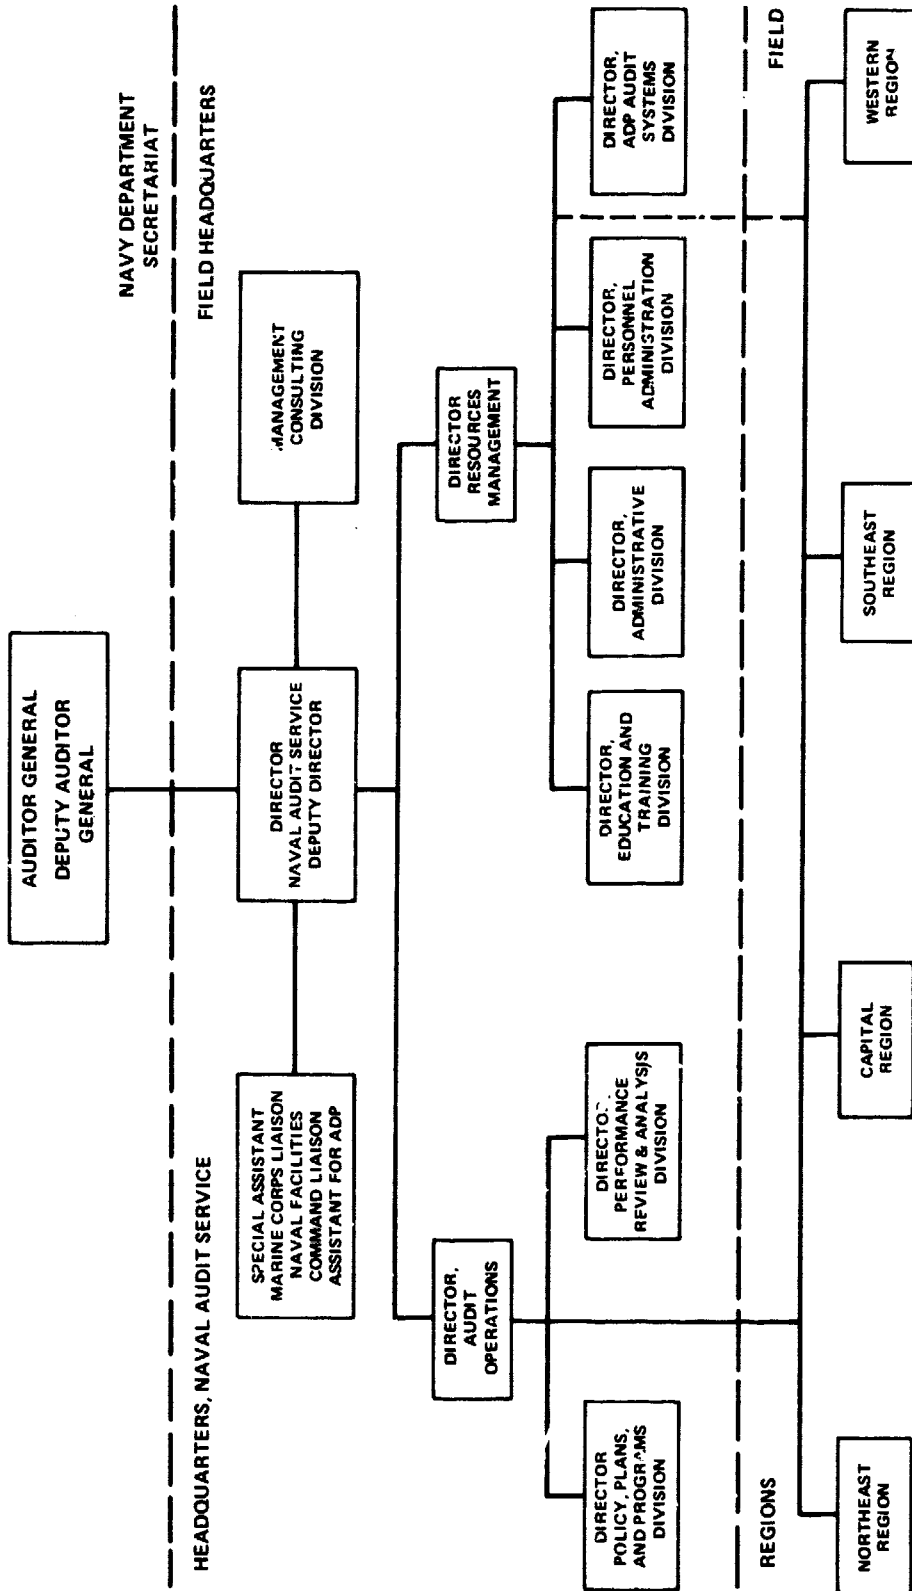 AUDITOR GENERAL
DEPUTY AUDITOR
GENERAL
NAVY DEPARTMENT
SECRETARIAT
HEADQUARTERS, NAVAL AUDIT SERVICE
FIELD HEADQUARTERS
SPECIAL ASSISTANT
MARINE CORPS LIAISON
NAVAL FACILITIES
COMMAND LIAISON
ASSISTANT FOR ADP
DIRECTOR
NAVAL AUDIT SERVICE
DEPUTY DIRECTOR
MANAGEMENT
CONSULTING
DIVISION
DIRECTOR,
AUDIT
OPERATIONS
DIRECTOR
RESOURCES
MANAGEMENT
DIRECTOR
POLICY, PLANS,
AND PROGRAMS
DIVISION
DIRECTOR,
PERFORMANCE
REVIEW & ANALYSIS
DIVISION
DIRECTOR,
EDUCATION AND
TRAINING
DIVISION
DIRECTOR,
ADMINISTRATIVE
DIVISION
DIRECTOR,
PERSONNEL
ADMINISTRATION
DIVISION
DIRECTOR,
ADP AUDIT
SYSTEMS
DIVISION
REGIONS
FIELD
NORTHEAST
REGION
CAPITAL
REGION
SOUTHEAST
REGION
WESTERN
REGION